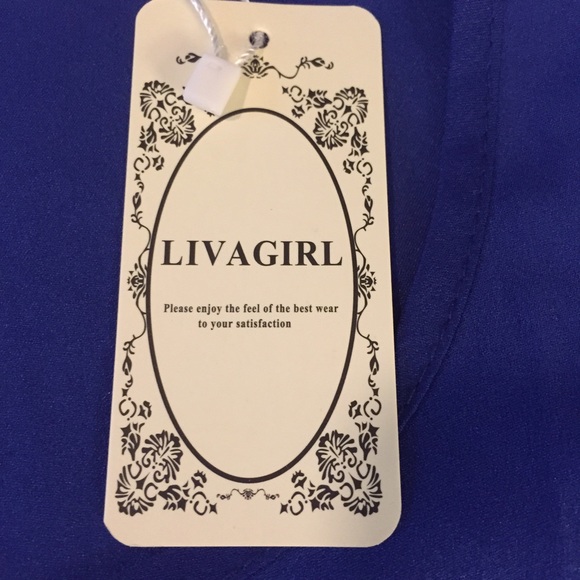 LIVAGIRL
Please enjoy the feel of the best wear
to your satisfaction